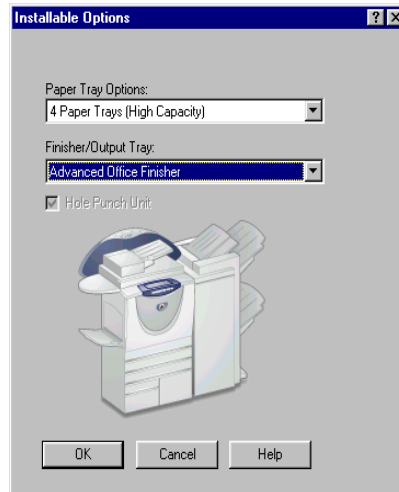 Installable Options
Paper Tray Options:
4 Paper Trays (High Capacity)
Finisher/Output Tray:
Advanced Office Finisher
Hole Punch Unit
OK Cancel Help